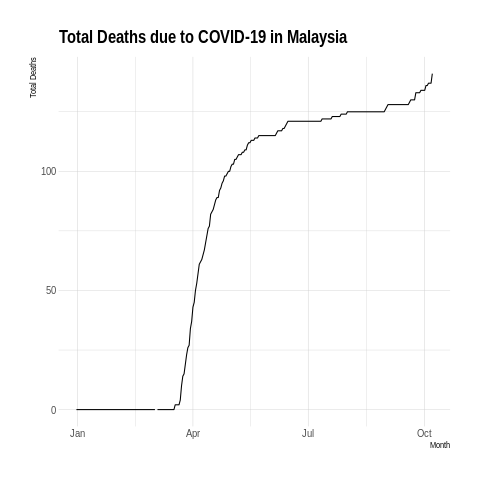 Total Deaths due to COVID-19 in Malaysia
Total Deaths
100
50
0
Jan Apr Jul Oct
Month